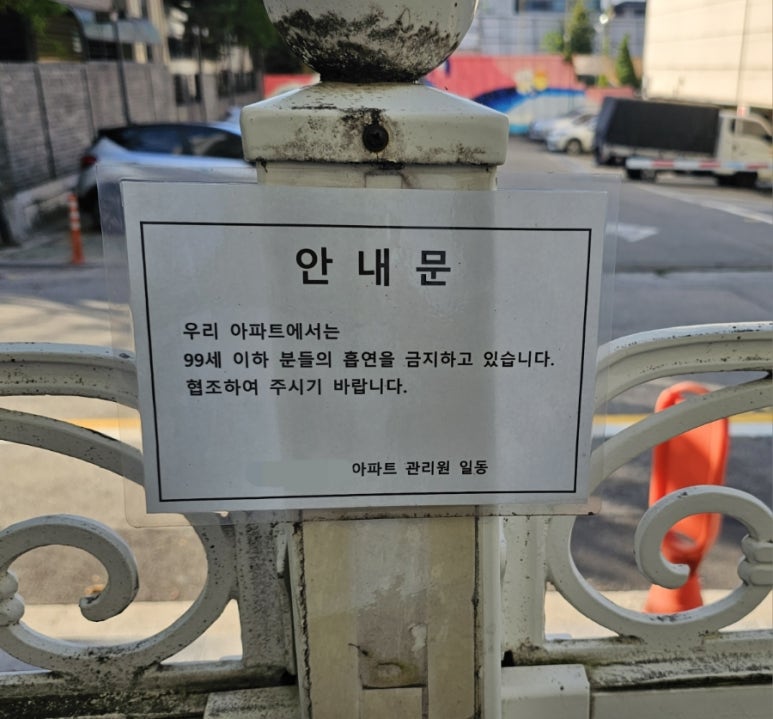 안 내 문
우리 아파트에서는
99세 이하 분들의 흡연을 금지하고 있습니다.
협조하여 주시기 바랍니다.
아파트 관리원 일동